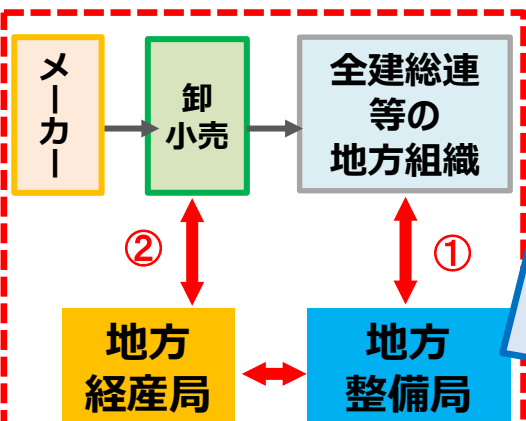 メーカー
卸
小売
全建総連
等の
地方組織
②
①
地方
経産局
地方
整備局